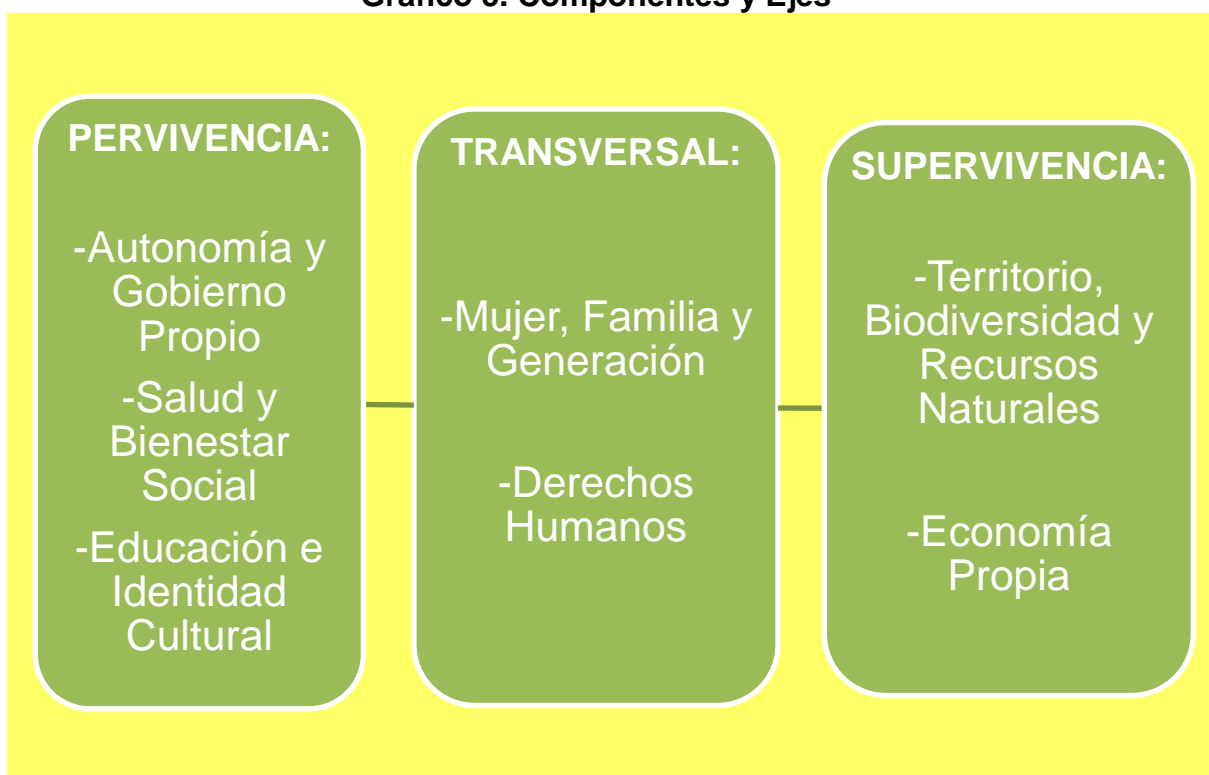 Gráfico 3. Componentes y Ejes
PERVIVENCIA:
-Autonomía y
Gobierno
Propio
-Salud y
Bienestar
Social
-Educación e
Identidad
Cultural
TRANSVERSAL:
-Mujer, Familia y
Generación
-Derechos
Humanos
SUPERVIVENCIA:
-Territorio,
Biodiversidad y
Recursos
Naturales
-Economía
Propia